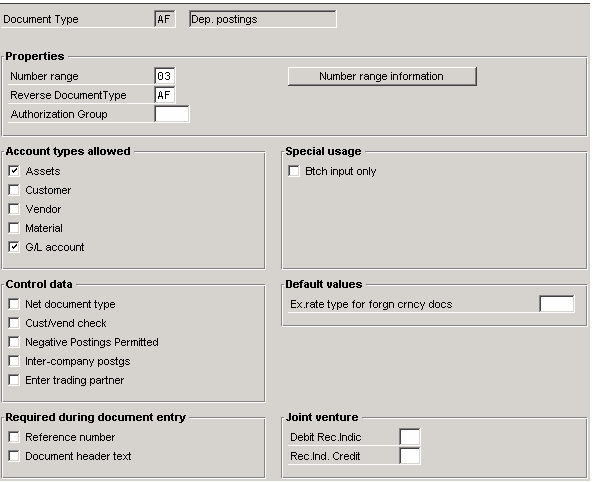 Document Type AF Dep. postings
Properties
Number range 03 Number range information
Reverse DocumentType AF
Authorization Group
Account types allowed Special usage
Assets Btch input only
Customer
Vendor
Material
G/L account
Control data Default values
Net document type Ex.rate type for forgn crncy docs
Cust/vend check
Negative Postings Permitted
Inter-company postgs
Enter trading partner
Required during document entry Joint venture
Reference number Debit Rec.Indic
Document header text Rec.Ind. Credit